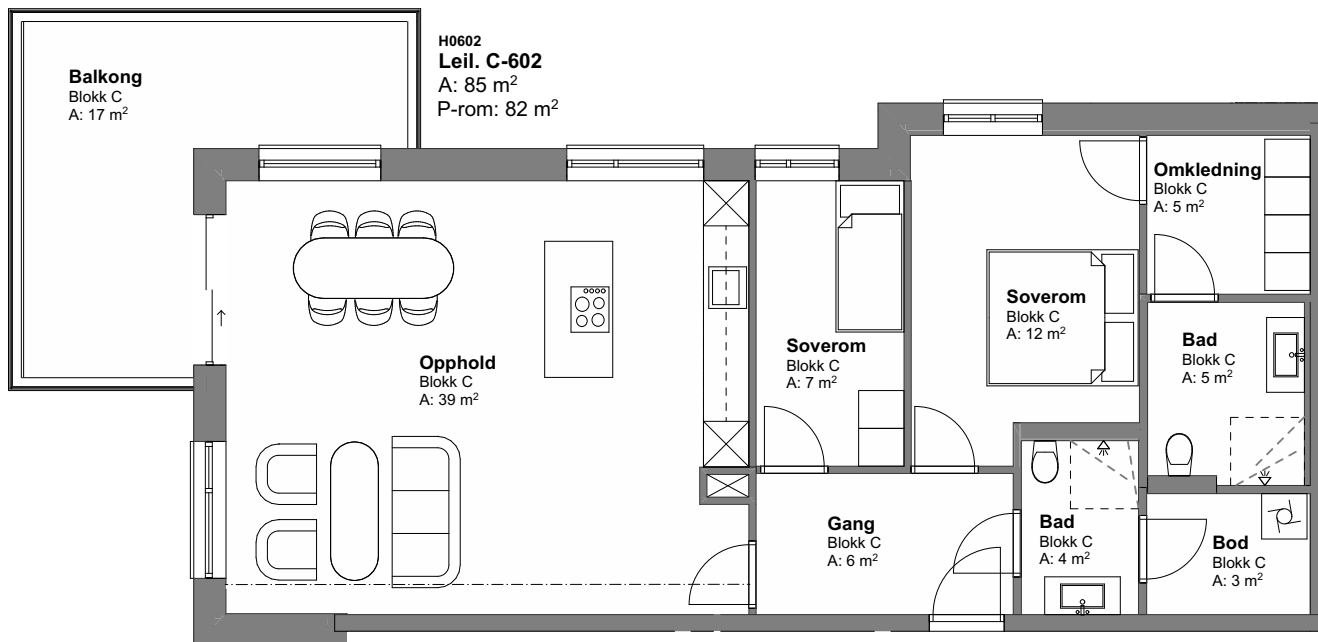 H0602
Leil. C-602
A: 85 m²
P-rom: 82 m²
Balkong
Blokk C
A: 17 m²
Omkledning
Blokk C
A: 5 m²
Soverom
Blokk C
A: 12 m²
Bad
Blokk C
A: 5 m²
Soverom
Blokk C
A: 7 m²
Opphold
Blokk C
A: 39 m²
Gang
Blokk C
A: 6 m²
Bad
Blokk C
A: 4 m²
Bod
Blokk C
A: 3 m²